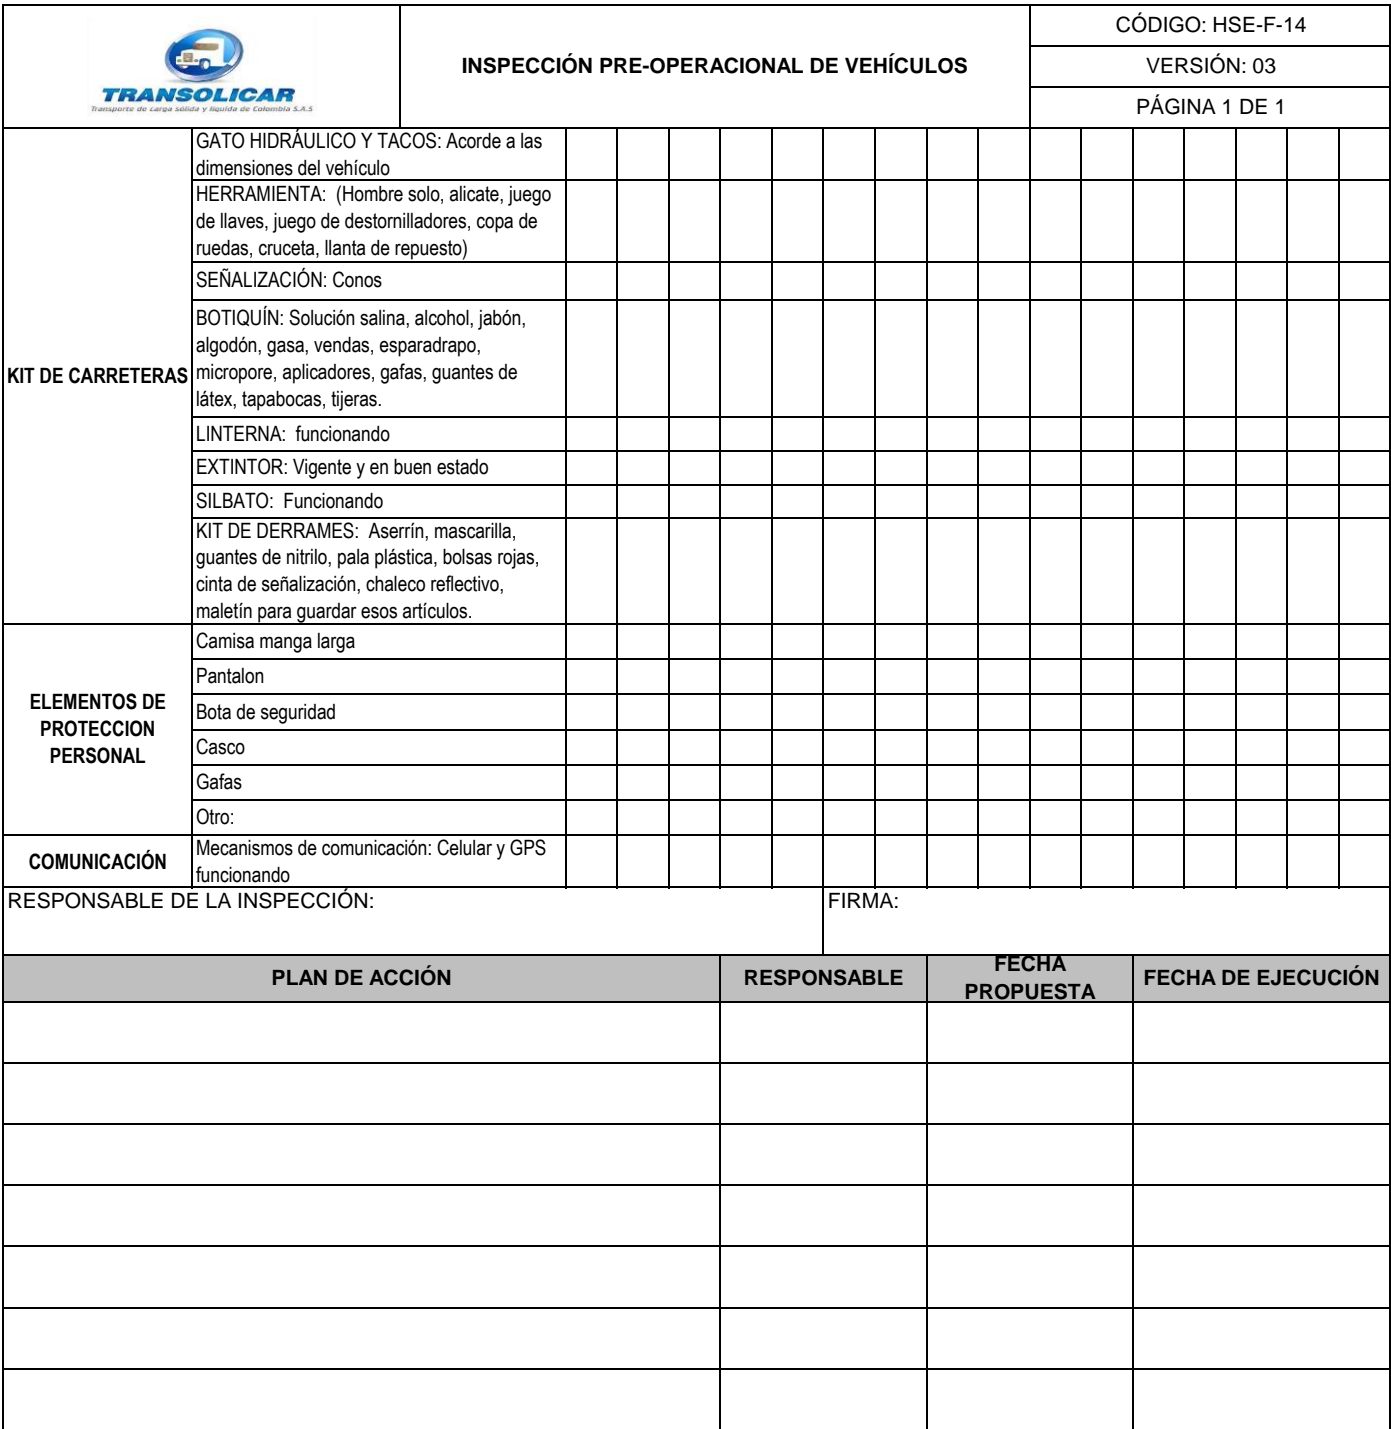 TRANSOLICAR
Transporte de carga sólida y líquida de Colombia S.A.S
INSPECCIÓN PRE-OPERACIONAL DE VEHÍCULOS
CÓDIGO: HSE-F-14
VERSIÓN: 03
PÁGINA 1 DE 1
KIT DE CARRETERAS
GATO HIDRÁULICO Y TACOS: Acorde a las
dimensiones del vehículo
HERRAMIENTA:  (Hombre solo, alicate, juego
de llaves, juego de destornilladores, copa de
ruedas, cruceta, llanta de repuesto)
SEÑALIZACIÓN: Conos
BOTIQUÍN: Solución salina, alcohol, jabón,
algodón, gasa, vendas, esparadrapo,
micropore, aplicadores, gafas, guantes de
látex, tapabocas, tijeras.
LINTERNA:  funcionando
EXTINTOR: Vigente y en buen estado
SILBATO:  Funcionando
KIT DE DERRAMES:  Aserrín, mascarilla,
guantes de nitrilo, pala plástica, bolsas rojas,
cinta de señalización, chaleco reflectivo,
maletín para guardar esos artículos.
ELEMENTOS DE
PROTECCION
PERSONAL
Camisa manga larga
Pantalon
Bota de seguridad
Casco
Gafas
Otro:
COMUNICACIÓN
Mecanismos de comunicación: Celular y GPS
funcionando
RESPONSABLE DE LA INSPECCIÓN:
FIRMA:
PLAN DE ACCIÓN
RESPONSABLE
FECHA
PROPUESTA
FECHA DE EJECUCIÓN